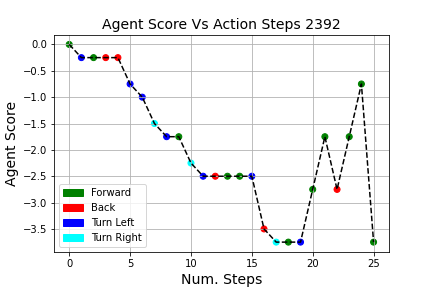 Agent Score Vs Action Steps 2392
Agent Score
0.0
−0.5
−1.0
−1.5
−2.0
−2.5
−3.0
−3.5
Forward
Back
Turn Left
Turn Right
0 5 10 15 20 25
Num. Steps